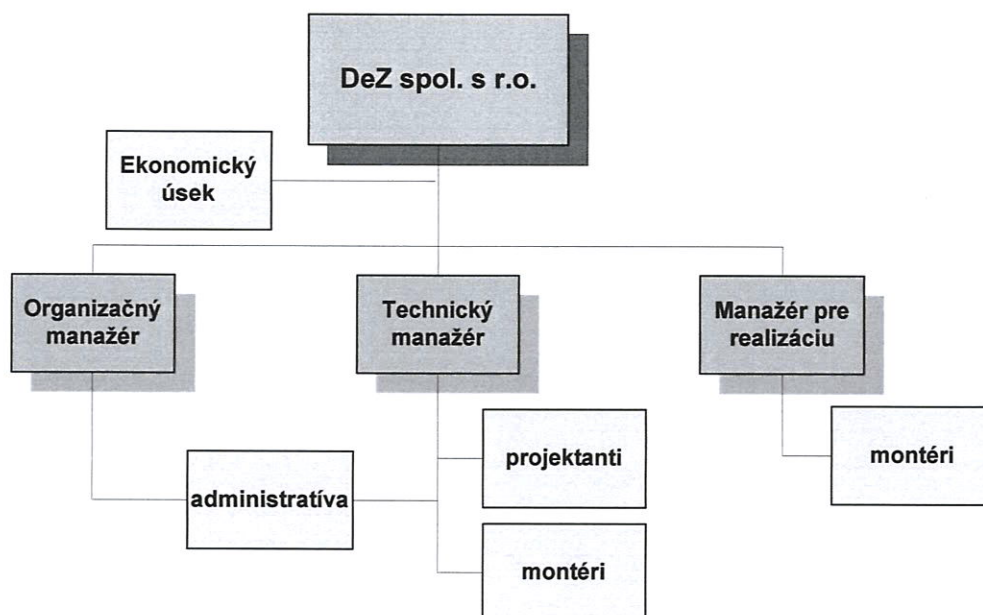 DeZ spol. s r.o.
Ekonomický
úsek
Organizačný
manažér
Technický
manažér
Manažér pre
realizáciu
administratíva
projektanti
montéri
montéri